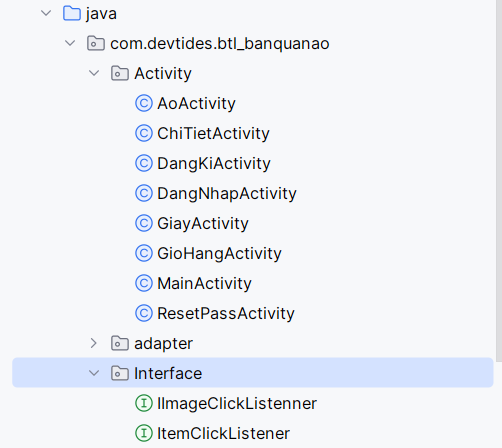 java
com.devtides.btl_banquanao
Activity
C AoActivity
C ChiTietActivity
C DangKiActivity
C DangNhapActivity
C GiayActivity
C GioHangActivity
C MainActivity
C ResetPassActivity
adapter
Interface
I IImageClickListenner
I ItemClickListener